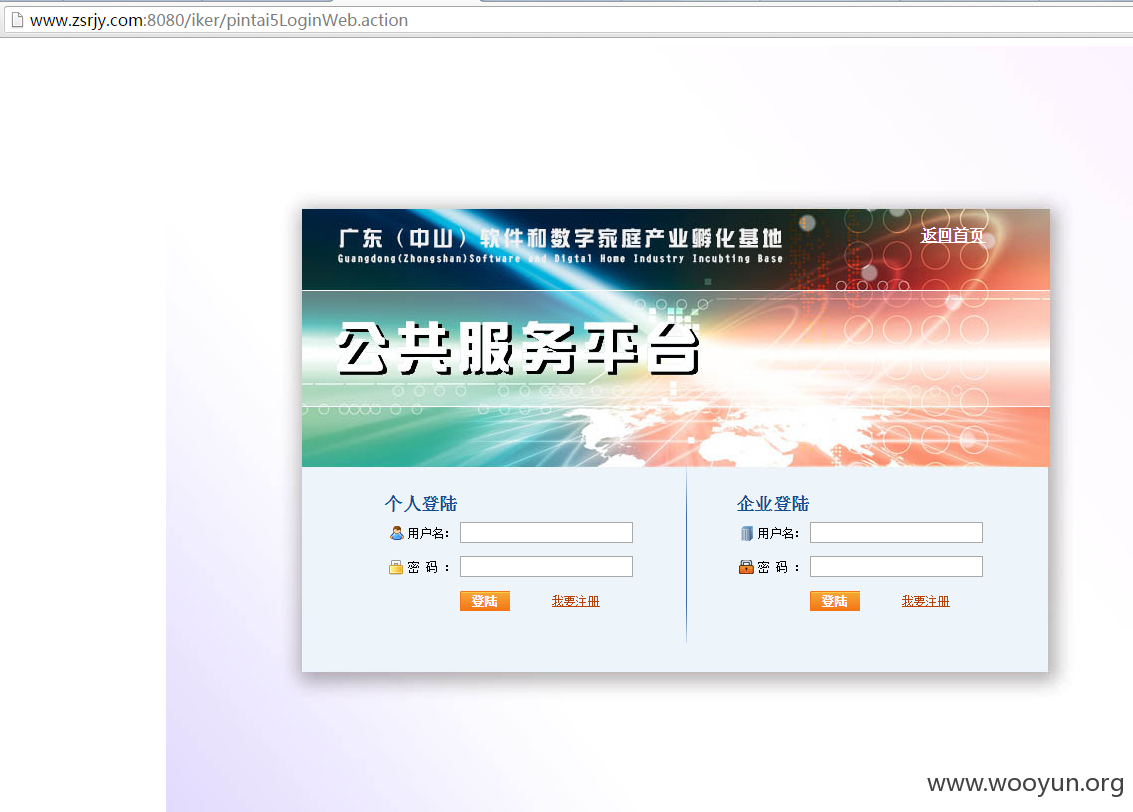 www.zsrjy.com:8080/iker/pintai5LoginWeb.action
广东（中山）软件和数字家庭产业孵化基地
Guangdong(Zhongshan)Software and Digtal Home Industry Incubting Base
返回首页
公共服务平台
个人登陆
用户名:
密 码 :
登陆 我要注册
企业登陆
用户名:
密 码 :
登陆 我要注册
www.wooyun.org